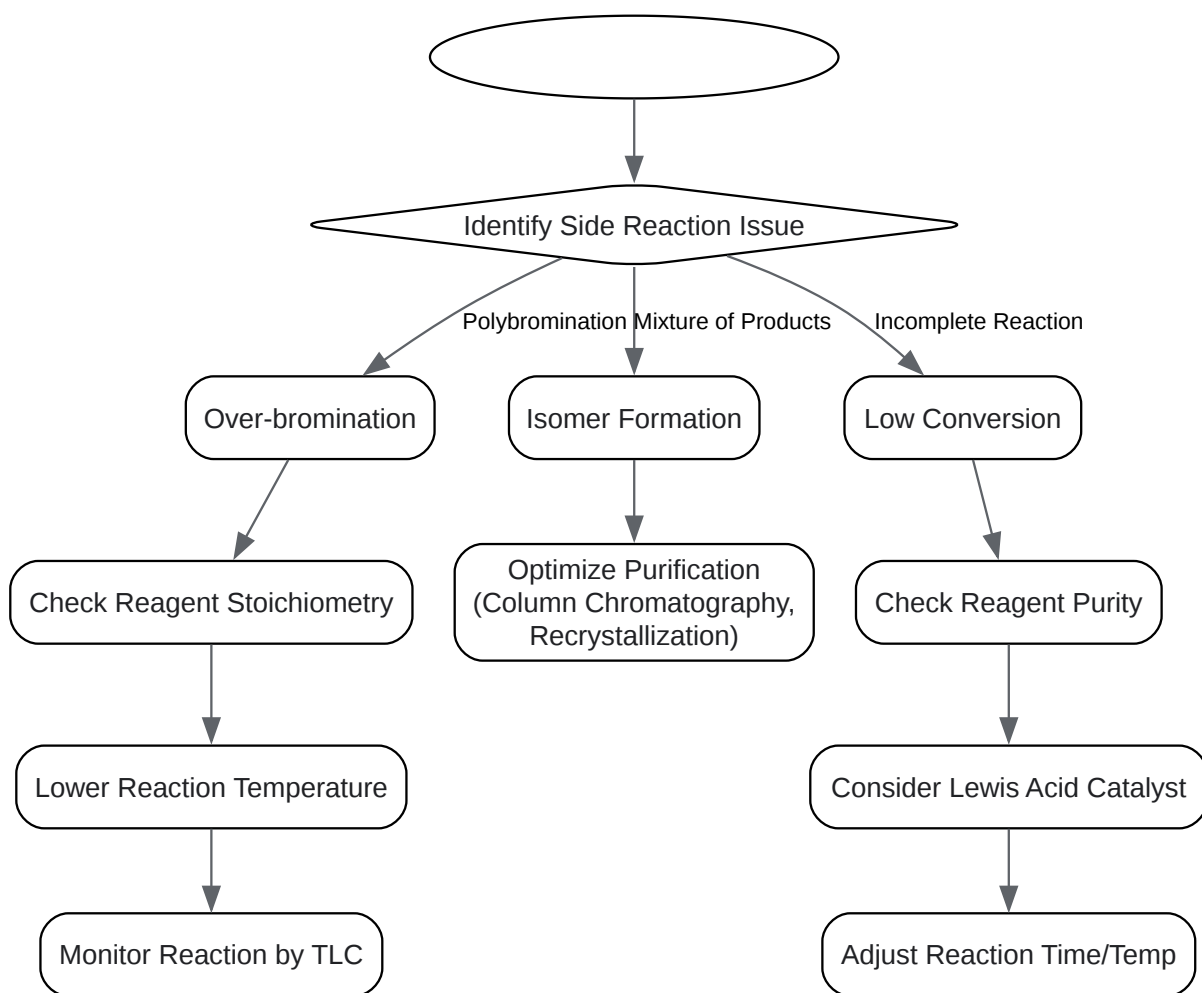 Identify Side Reaction Issue
Polybromination
Mixture of Products
Incomplete Reaction
Over-bromination
Isomer Formation
Low Conversion
Check Reagent Stoichiometry
Optimize Purification
(Column Chromatography,
Recrystallization)
Check Reagent Purity
Lower Reaction Temperature
Consider Lewis Acid Catalyst
Monitor Reaction by TLC
Adjust Reaction Time/Temp